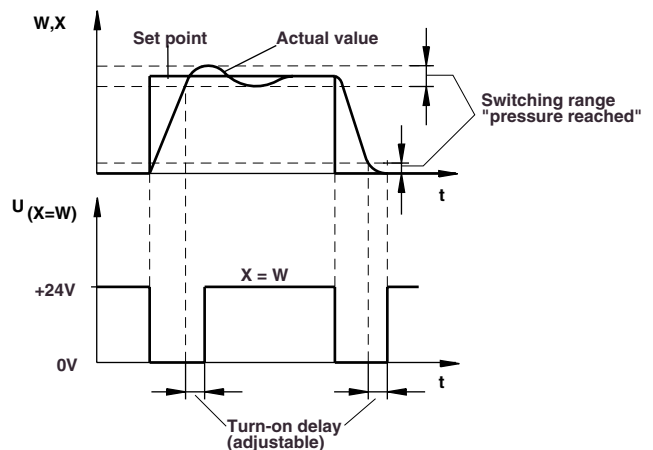 W,X
Set point
Actual value
Switching range
"pressure reached"
t
U (X=W)
X = W
+24V
0V
t
Turn-on delay
(adjustable)